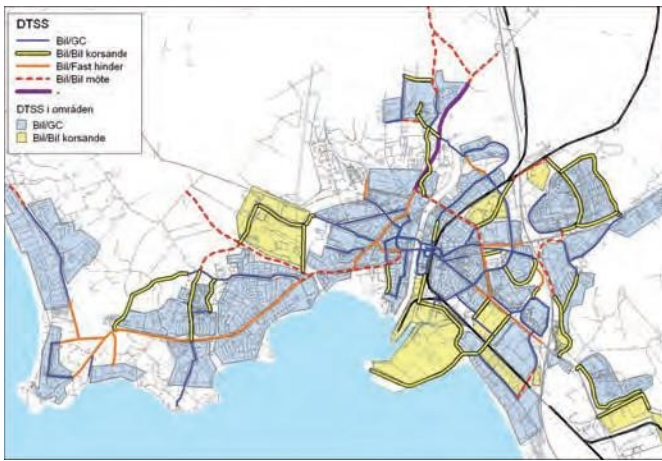 DTSS
Bil/GC
Bil/Bil korsande
Bil/Fast hinder
Bil/Bil möte
-
DTSS i områden
Bil/GC
Bil/Bil korsande